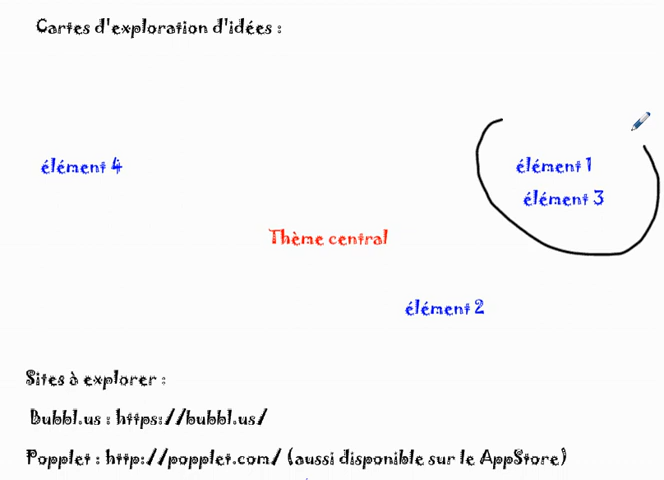 Cartes d'exploration d'idées :
élément 4
élément 1
élément 3
Thème central
élément 2
Sites à explorer :
Bubbl.us : https://bubbl.us/
Popplet : http://popplet.com/ (aussi disponible sur le AppStore)